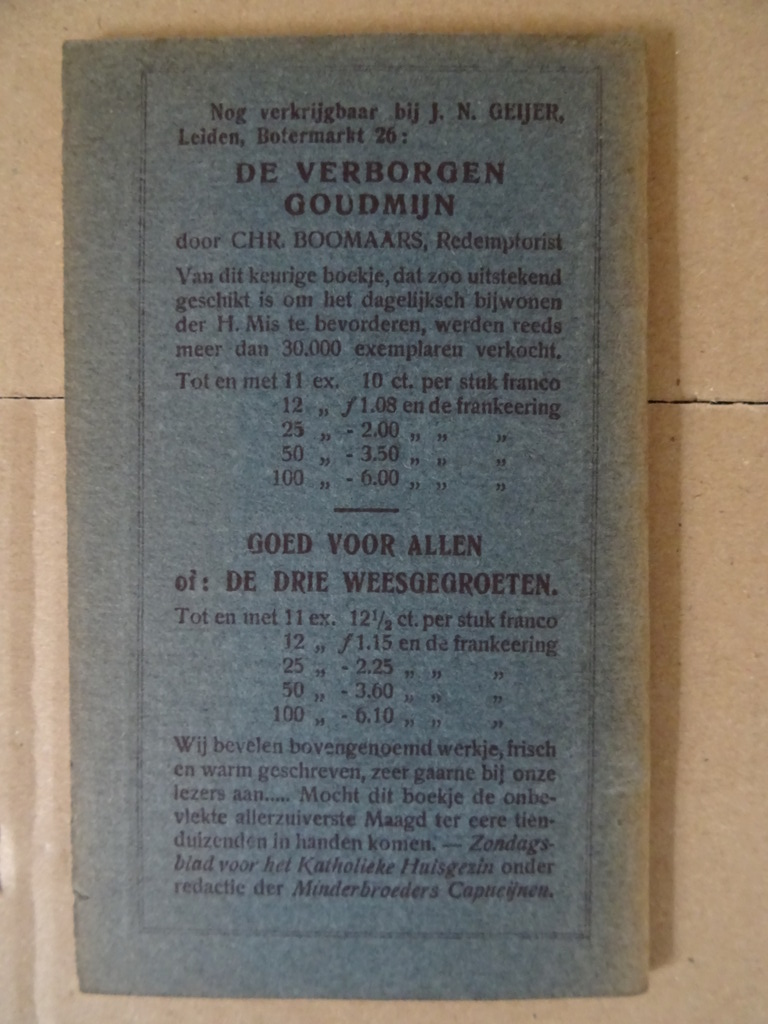 Nog verkrijgbaar bij J. N. GEIJER,
Leiden, Botermarkt 26:
DE VERBORGEN
GOUDMIJN
door CHR. BOOMAARS, Redemptorist
Van dit keurige boekje, dat zoo uitstekend
geschikt is om het dagelijksch bijwonen
der H. Mis te bevorderen, werden reeds
meer dan 30.000 exemplaren verkocht.
Tot en met 11 ex. 10 ct. per stuk franco
12 „ ƒ 1.08 en de frankeering
25 „ - 2.00 „ „ „
50 „ - 3.50 „ „ „
100 „ - 6.00 „ „ „
GOED VOOR ALLEN
of: DE DRIE WEESGEGROETEN.
Tot en met 11 ex. 12½ ct. per stuk franco
12 „ ƒ 1.15 en de frankeering
25 „ - 2.25 „ „ „
50 „ - 3.60 „ „ „
100 „ - 6.10 „ „ „
Wij bevelen bovengenoemd werkje, frisch
en warm geschreven, zeer gaarne bij onze
lezers aan..... Mocht dit boekje de onbe-
vlekte allerzuiverste Maagd ter eere tien-
duizenden in handen komen. — Zondags-
blad voor het Katholieke Huisgezin onder
redactie der Minderbroeders Capucijnen.